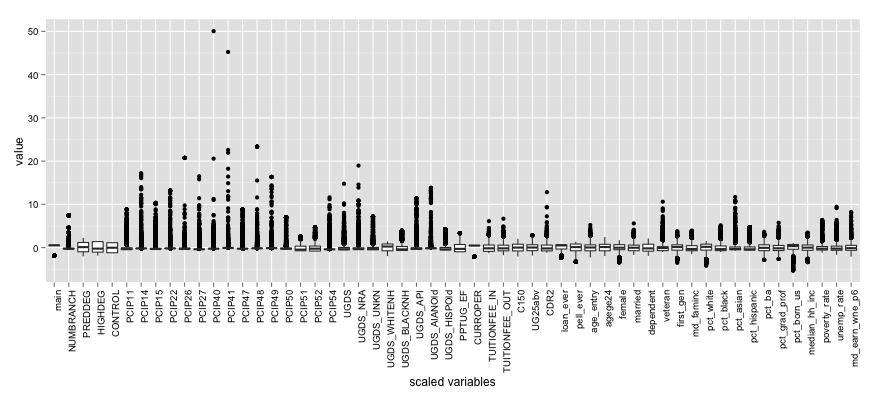 value
50
40
30
20
10
0
main
NUMBRANCH
PREDDEG
HIGHDEG
CONTROL
PCIP11
PCIP14
PCIP15
PCIP22
PCIP26
PCIP27
PCIP40
PCIP41
PCIP47
PCIP48
PCIP49
PCIP50
PCIP51
PCIP52
PCIP54
UGDS
UGDS_NRA
UGDS_UNKN
UGDS_WHITENH
UGDS_BLACKNH
UGDS_API
UGDS_AIANOld
UGDS_HISPOld
PPTUG_EF
CURROPER
TUITIONFEE_IN
TUITIONFEE_OUT
C150
UG25abv
CDR2
loan_ever
pell_ever
age_entry
agege24
female
married
dependent
veteran
first_gen
md_faminc
pct_white
pct_black
pct_asian
pct_hispanic
pct_ba
pct_grad_prof
pct_born_us
median_hh_inc
poverty_rate
unemp_rate
md_earn_wne_p6
scaled variables